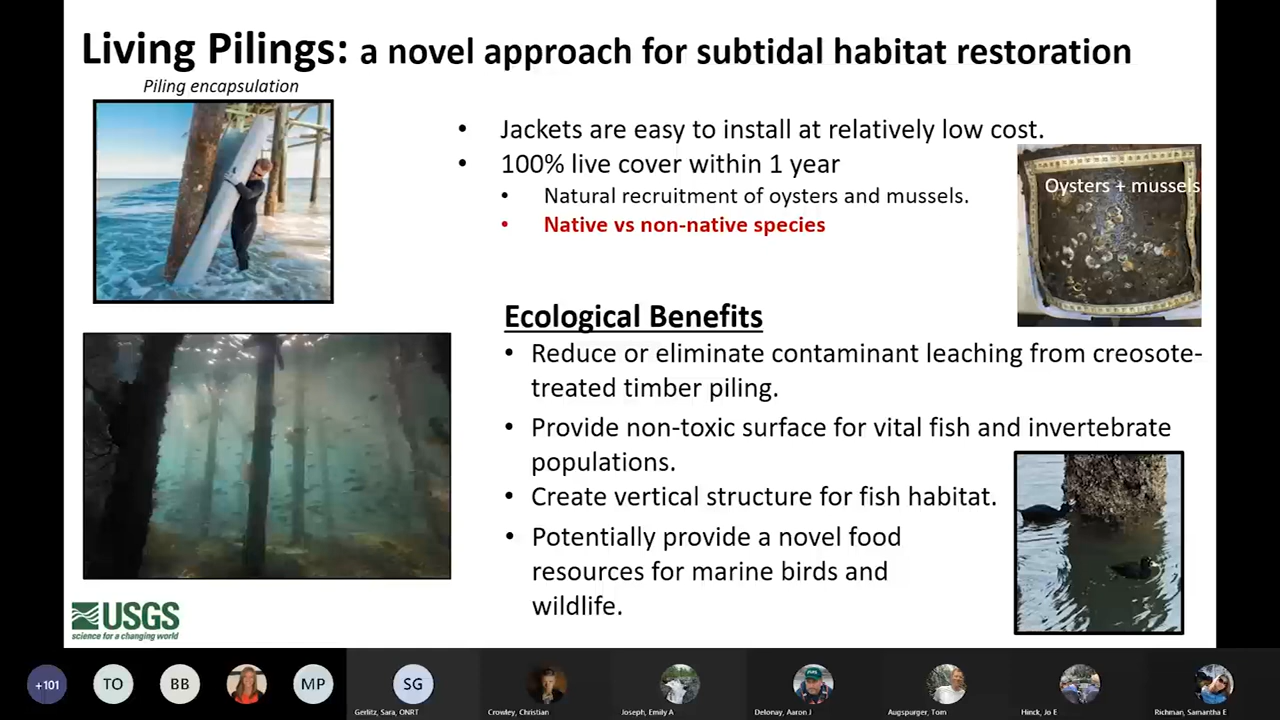 Living Pilings: a novel approach for subtidal habitat restoration
Piling encapsulation
• Jackets are easy to install at relatively low cost.
• 100% live cover within 1 year
• Natural recruitment of oysters and mussels.
• Native vs non-native species
Oysters + mussels
Ecological Benefits
• Reduce or eliminate contaminant leaching from creosote-
treated timber piling.
• Provide non-toxic surface for vital fish and invertebrate
populations.
• Create vertical structure for fish habitat.
• Potentially provide a novel food
resources for marine birds and
wildlife.
USGS
science for a changing world
+101
TO
BB
MP
SG
Gerlitz, Sara, ONRT
Crowley, Christian
Joseph, Emily A
Delonay, Aaron J
Augspurger, Tom
Hinck, Jo E
Richman, Samantha E